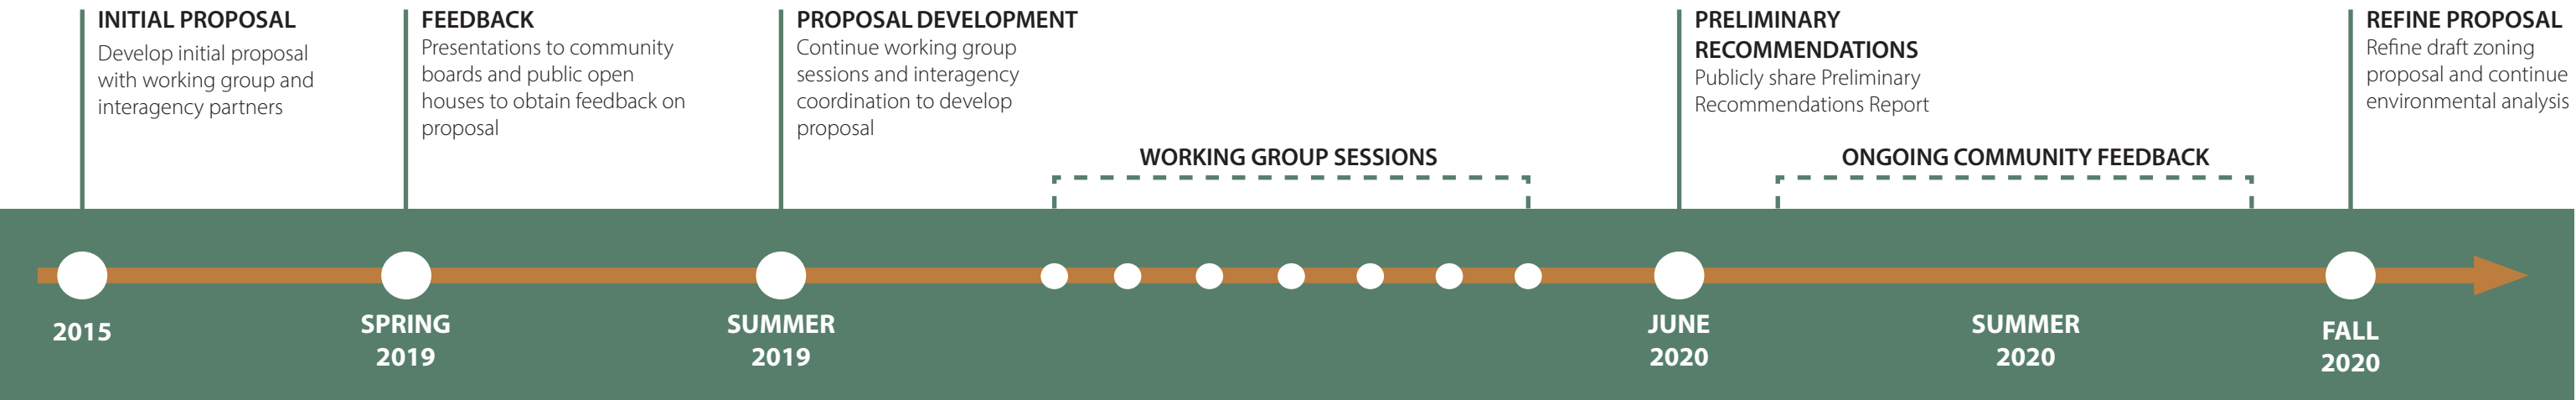 INITIAL PROPOSAL
Develop initial proposal
with working group and
interagency partners
FEEDBACK
Presentations to community
boards and public open
houses to obtain feedback on
proposal
PROPOSAL DEVELOPMENT
Continue working group
sessions and interagency
coordination to develop
proposal
WORKING GROUP SESSIONS
PRELIMINARY
RECOMMENDATIONS
Publicly share Preliminary
Recommendations Report
ONGOING COMMUNITY FEEDBACK
REFINE PROPOSAL
Refine draft zoning
proposal and continue
environmental analysis
2015
SPRING
2019
SUMMER
2019
JUNE
2020
SUMMER
2020
FALL
2020